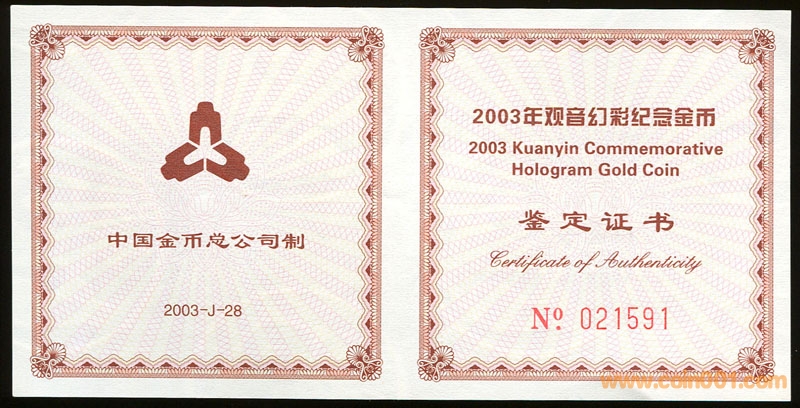 中国金币总公司制
2003-J-28
2003年观音幻彩纪念金币
2003 Kuanyin Commemorative
Hologram Gold Coin
鉴定证书
Certificate of Authenticity
Nº 021591
www.coin001.com